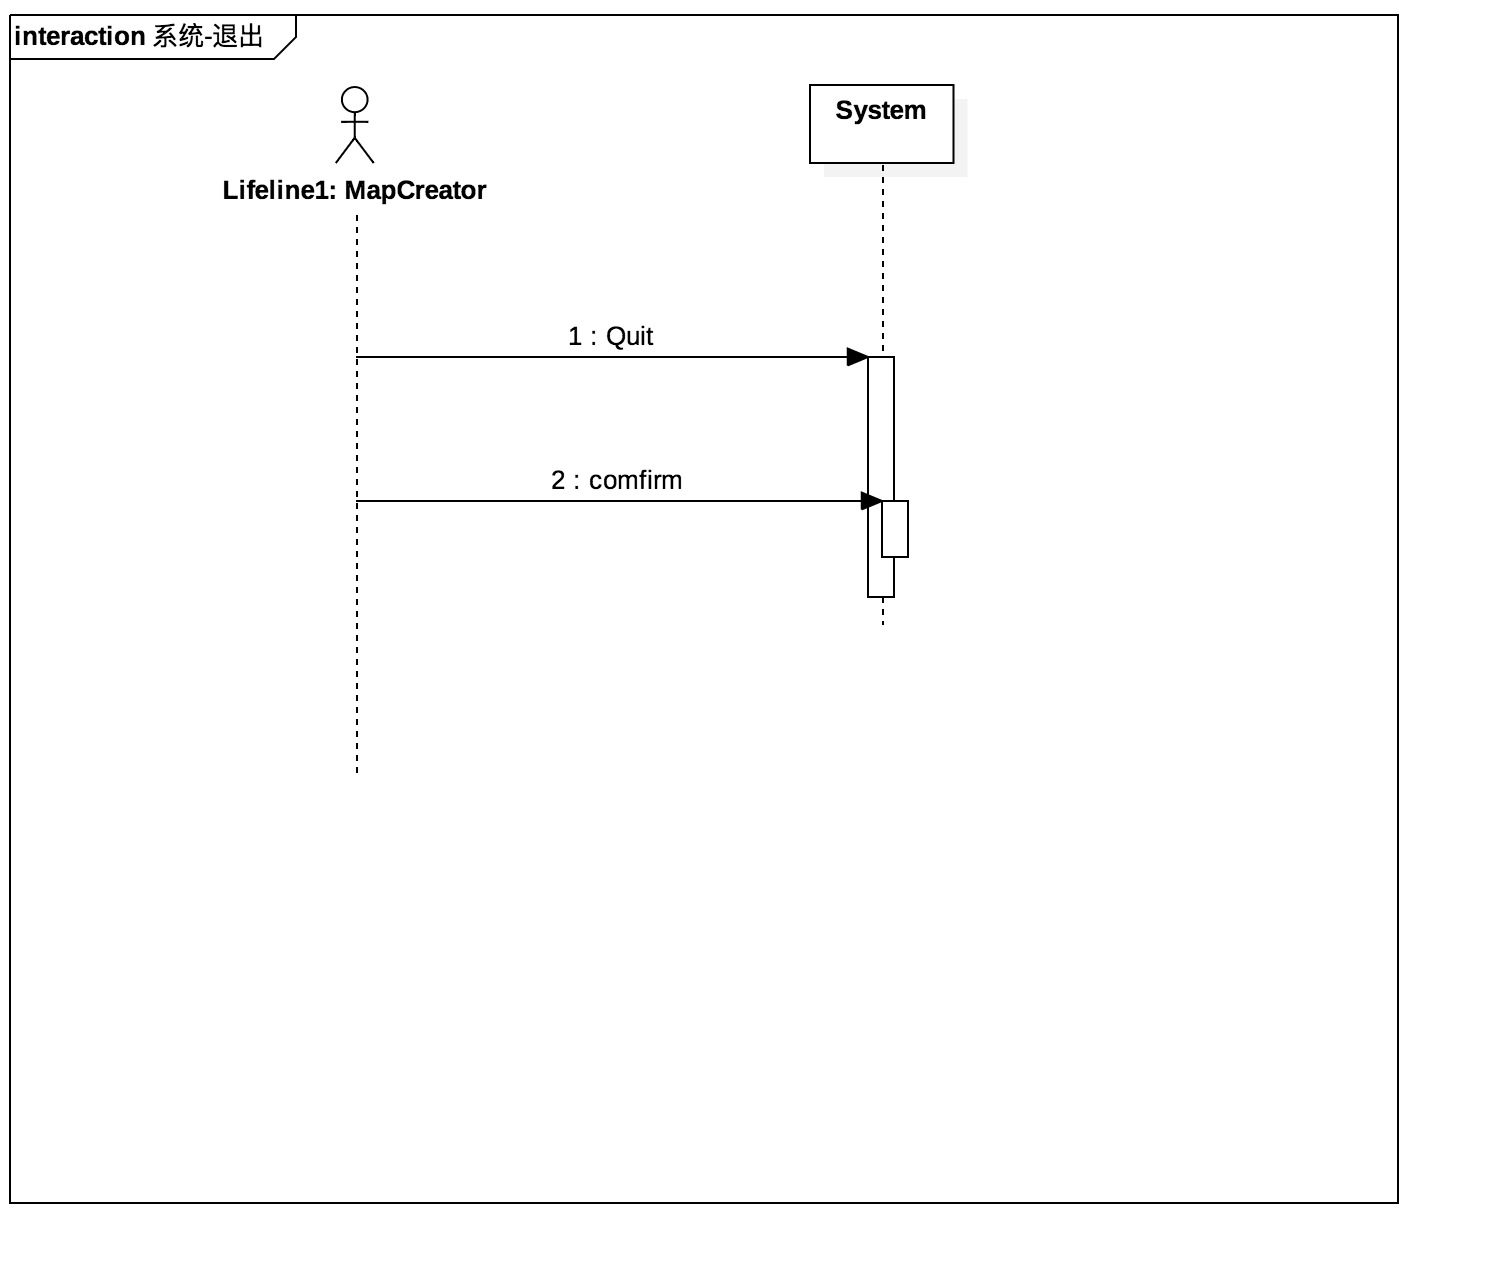 interaction 系统-退出
System
Lifeline1: MapCreator
1 : Quit
2 : comfirm